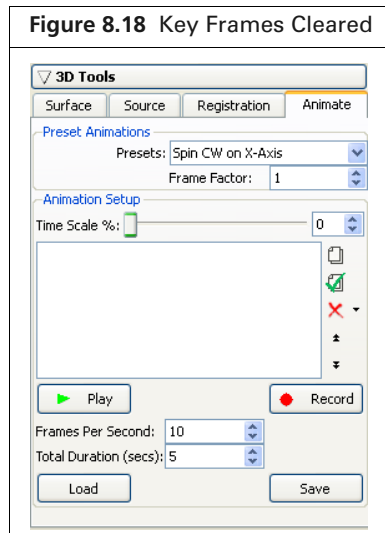 Figure 8.18 Key Frames Cleared
3D Tools
Surface Source Registration Animate
Preset Animations
Presets: Spin CW on X-Axis
Frame Factor: 1
Animation Setup
Time Scale %: 0
Play Record
Frames Per Second: 10
Total Duration (secs): 5
Load Save